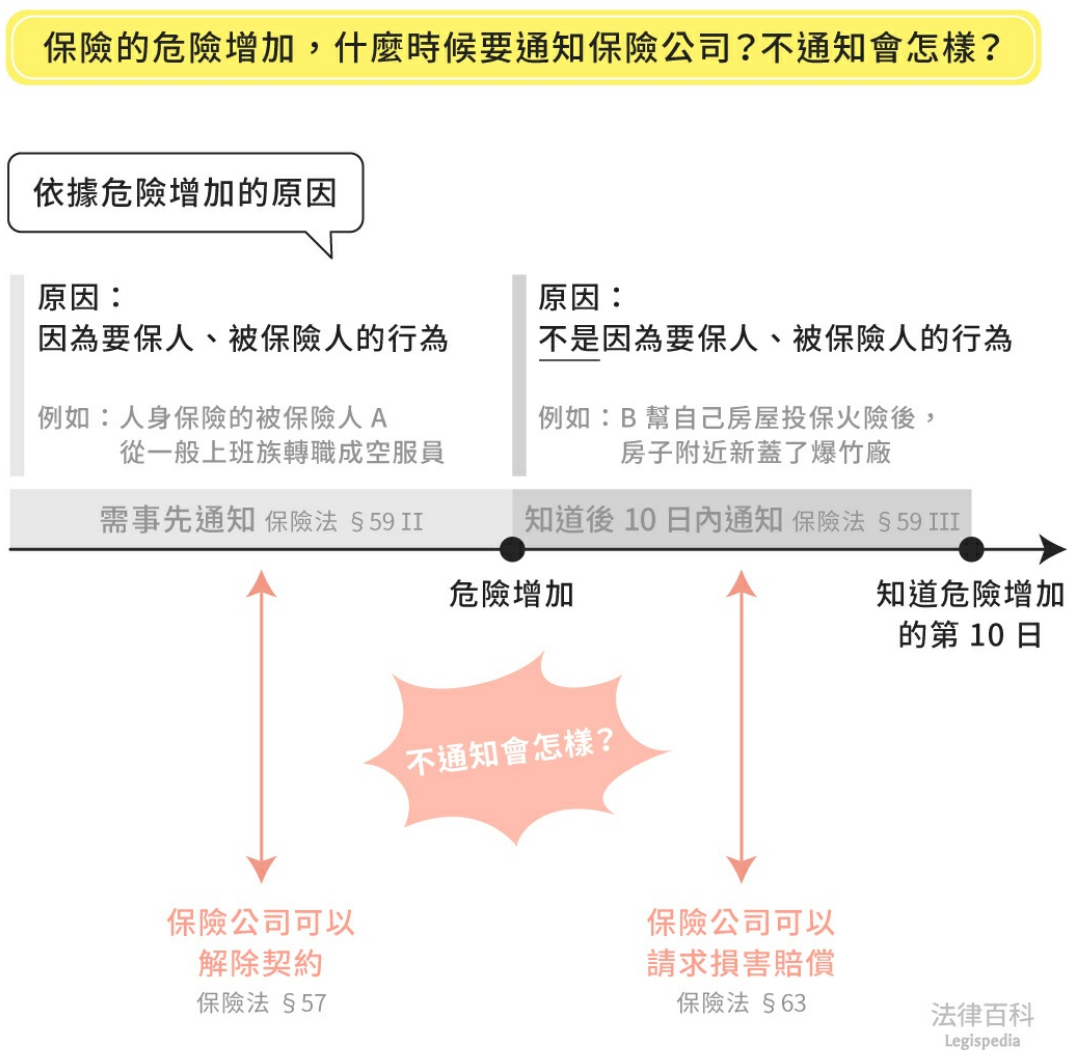 保險的危險增加，什麼時候要通知保險公司？不通知會怎樣？
依據危險增加的原因
原因：
因為要保人、被保險人的行為
例如：人身保險的被保險人 A
從一般上班族轉職成空服員
原因：
不是因為要保人、被保險人的行為
例如：B 幫自己房屋投保火險後，
房子附近新蓋了爆竹廠
需事先通知 保險法 §59 II
知道後 10 日內通知 保險法 §59 III
危險增加
知道危險增加
的第 10 日
不通知會怎樣？
保險公司可以
解除契約
保險法 §57
保險公司可以
請求損害賠償
保險法 §63
法律百科
Legispedia